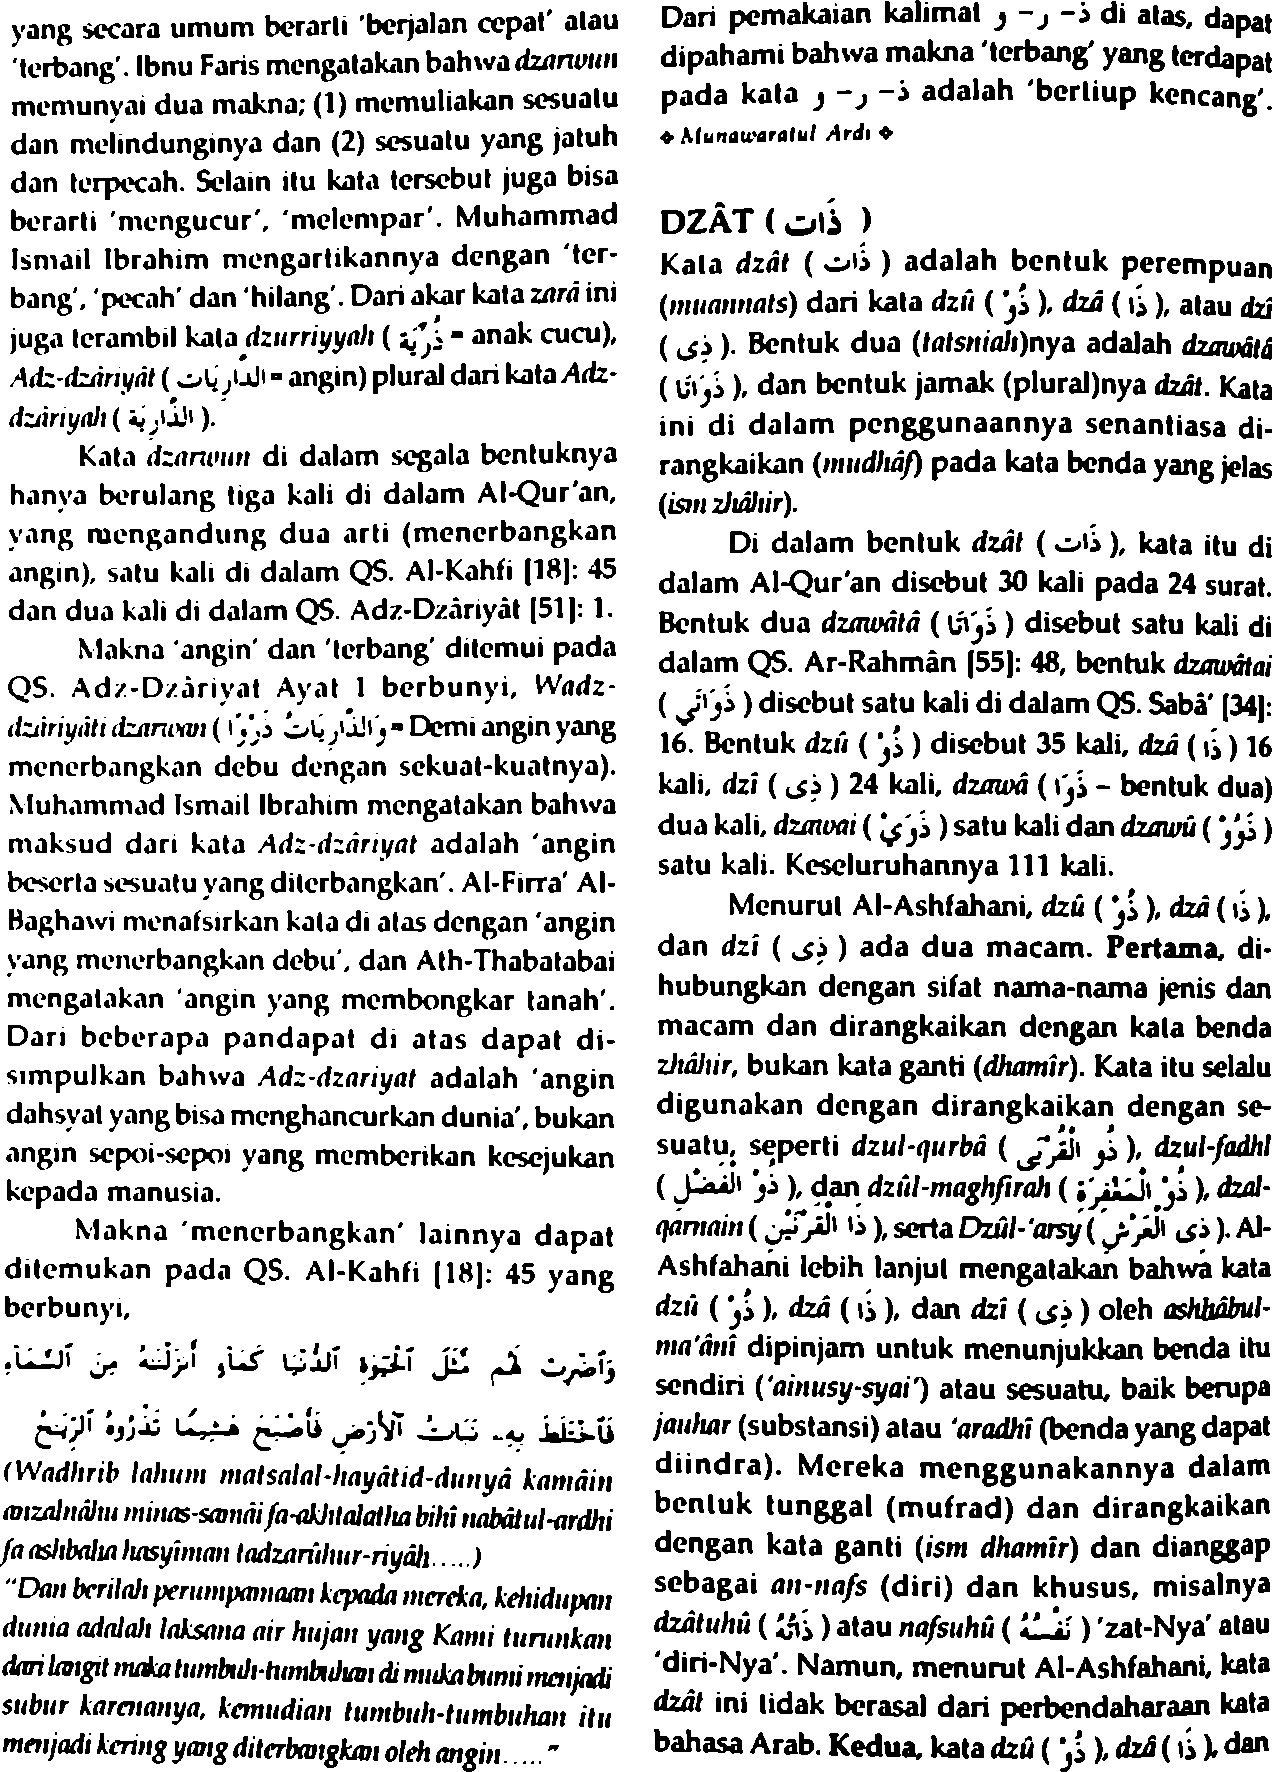 yang secara umum berarti 'berjalan cepat' atau
'terbang'. Ibnu Faris mengatakan bahwa dzarwun
memunyai dua makna; (1) memuliakan sesuatu
dan melindunginya dan (2) sesuatu yang jatuh
dan terpecah. Selain itu kata tersebut juga bisa
berarti 'mengucur', 'melempar'. Muhammad
Ismail Ibrahim mengartikannya dengan 'ter-
bang', 'pecah' dan 'hilang'. Dari akar kata zarâ ini
juga terambil kata dzurriyyah ( ذُرِّيَّة = anak cucu),
Adz-dzâriyât ( الذَّارِيَات = angin) plural dari kata Adz-
dzâriyah ( الذَّارِيَة ).
Kata dzarwun di dalam segala bentuknya
hanya berulang tiga kali di dalam Al-Qur'an,
yang mengandung dua arti (menerbangkan
angin), satu kali di dalam QS. Al-Kahfi [18]: 45
dan dua kali di dalam QS. Adz-Dzâriyât [51]: 1.
Makna 'angin' dan 'terbang' ditemui pada
QS. Adz-Dzâriyat Ayat 1 berbunyi, Wadz-
dzâriyâti dzarwan ( وَالذَّارِيَاتُ ذَرْوًا = Demi angin yang
menerbangkan debu dengan sekuat-kuatnya).
Muhammad Ismail Ibrahim mengatakan bahwa
maksud dari kata Adz-dzâriyat adalah 'angin
beserta sesuatu yang diterbangkan'. Al-Firra' Al-
Baghawi menafsirkan kata di atas dengan 'angin
yang menerbangkan debu', dan Ath-Thabatabai
mengatakan 'angin yang membongkar tanah'.
Dari beberapa pandapat di atas dapat di-
simpulkan bahwa Adz-dzariyat adalah 'angin
dahsyat yang bisa menghancurkan dunia', bukan
angin sepoi-sepoi yang memberikan kesejukan
kepada manusia.
Makna 'menerbangkan' lainnya dapat
ditemukan pada QS. Al-Kahfi [18]: 45 yang
berbunyi,
وَٱضْرِبْ لَهُم مَّثَلَ ٱلْحَيَوٰةِ ٱلدُّنْيَا كَمَآءٍ أَنزَلْنَـٰهُ مِنَ ٱلسَّمَآءِ
فَٱخْتَلَطَ بِهِۦ نَبَاتُ ٱلْأَرْضِ فَأَصْبَحَ هَشِيمًا تَذْرُوهُ ٱلرِّيَـٰحُ
(Wadhrib lahum matsalal-hayâtid-dunyâ kamâin
anzalnâhu minas-samâi fa-akhtalatha bihî nabâtul-ardhi
fa ashbaha hasyîman tadzarûhur-riyâh.....)
"Dan berilah perumpamaan kepada mereka, kehidupan
dunia adalah laksana air hujan yang Kami turunkan
dari langit maka tumbuh-tumbuhan di muka bumi menjadi
subur karenanya, kemudian tumbuh-tumbuhan itu
menjadi kering yang diterbangkan oleh angin....."
Dari pemakaian kalimat ذ – ر – و di atas, dapat
dipahami bahwa makna 'terbang' yang terdapat
pada kata ذ – ر – و adalah 'bertiup kencang'.
❖ Munawaratul Ardi ❖
DZÂT ( ذَات )
Kata dzât ( ذَات ) adalah bentuk perempuan
(muannats) dari kata dzû ( ذُوْ ), dzâ ( ذَا ), atau dzî
( ذِى ). Bentuk dua (tatsniah)nya adalah dzawâtâ
( ذَوَاتَا ), dan bentuk jamak (plural)nya dzât. Kata
ini di dalam penggunaannya senantiasa di-
rangkaikan (mudhâf) pada kata benda yang jelas
(ism zhâhir).
Di dalam bentuk dzât ( ذَات ), kata itu di
dalam Al-Qur'an disebut 30 kali pada 24 surat.
Bentuk dua dzawâtâ ( ذَوَاتَا ) disebut satu kali di
dalam QS. Ar-Rahmân [55]: 48, bentuk dzawâtai
( ذَوَاتَي ) disebut satu kali di dalam QS. Sabâ' [34]:
16. Bentuk dzû ( ذُوْ ) disebut 35 kali, dzâ ( ذَا ) 16
kali, dzî ( ذِى ) 24 kali, dzawâ ( ذَوَا – bentuk dua)
dua kali, dzawai ( ذَوَيْ ) satu kali dan dzawû ( ذَوُوْ )
satu kali. Keseluruhannya 111 kali.
Menurut Al-Ashfahani, dzû ( ذُوْ ), dzâ ( ذَا ),
dan dzî ( ذِى ) ada dua macam. Pertama, di-
hubungkan dengan sifat nama-nama jenis dan
macam dan dirangkaikan dengan kata benda
zhâhir, bukan kata ganti (dhamîr). Kata itu selalu
digunakan dengan dirangkaikan dengan se-
suatu, seperti dzul-qurbâ ( ذُو الْقُرْبَى ), dzul-fadhl
( ذُوْ الْفَضْل ), dan dzûl-maghfirah ( ذُوْ الْمَغْفِرَة ), dzal-
qarnain ( ذَا الْقَرْنَيْن ), serta Dzûl-'arsy ( ذِى الْعَرْش ). Al-
Ashfahani lebih lanjut mengatakan bahwa kata
dzû ( ذُوْ ), dzâ ( ذَا ), dan dzî ( ذِى ) oleh ashhâbul-
ma'ânî dipinjam untuk menunjukkan benda itu
sendiri ('ainusy-syai') atau sesuatu, baik berupa
jauhar (substansi) atau 'aradhî (benda yang dapat
diindra). Mereka menggunakannya dalam
bentuk tunggal (mufrad) dan dirangkaikan
dengan kata ganti (ism dhamîr) dan dianggap
sebagai an-nafs (diri) dan khusus, misalnya
dzâtuhû ( ذَاتُهُ ) atau nafsuhû ( نَفْسُهُ ) 'zat-Nya' atau
'diri-Nya'. Namun, menurut Al-Ashfahani, kata
dzât ini tidak berasal dari perbendaharaan kata
bahasa Arab. Kedua, kata dzû ( ذُوْ ), dzâ ( ذَا ), dan